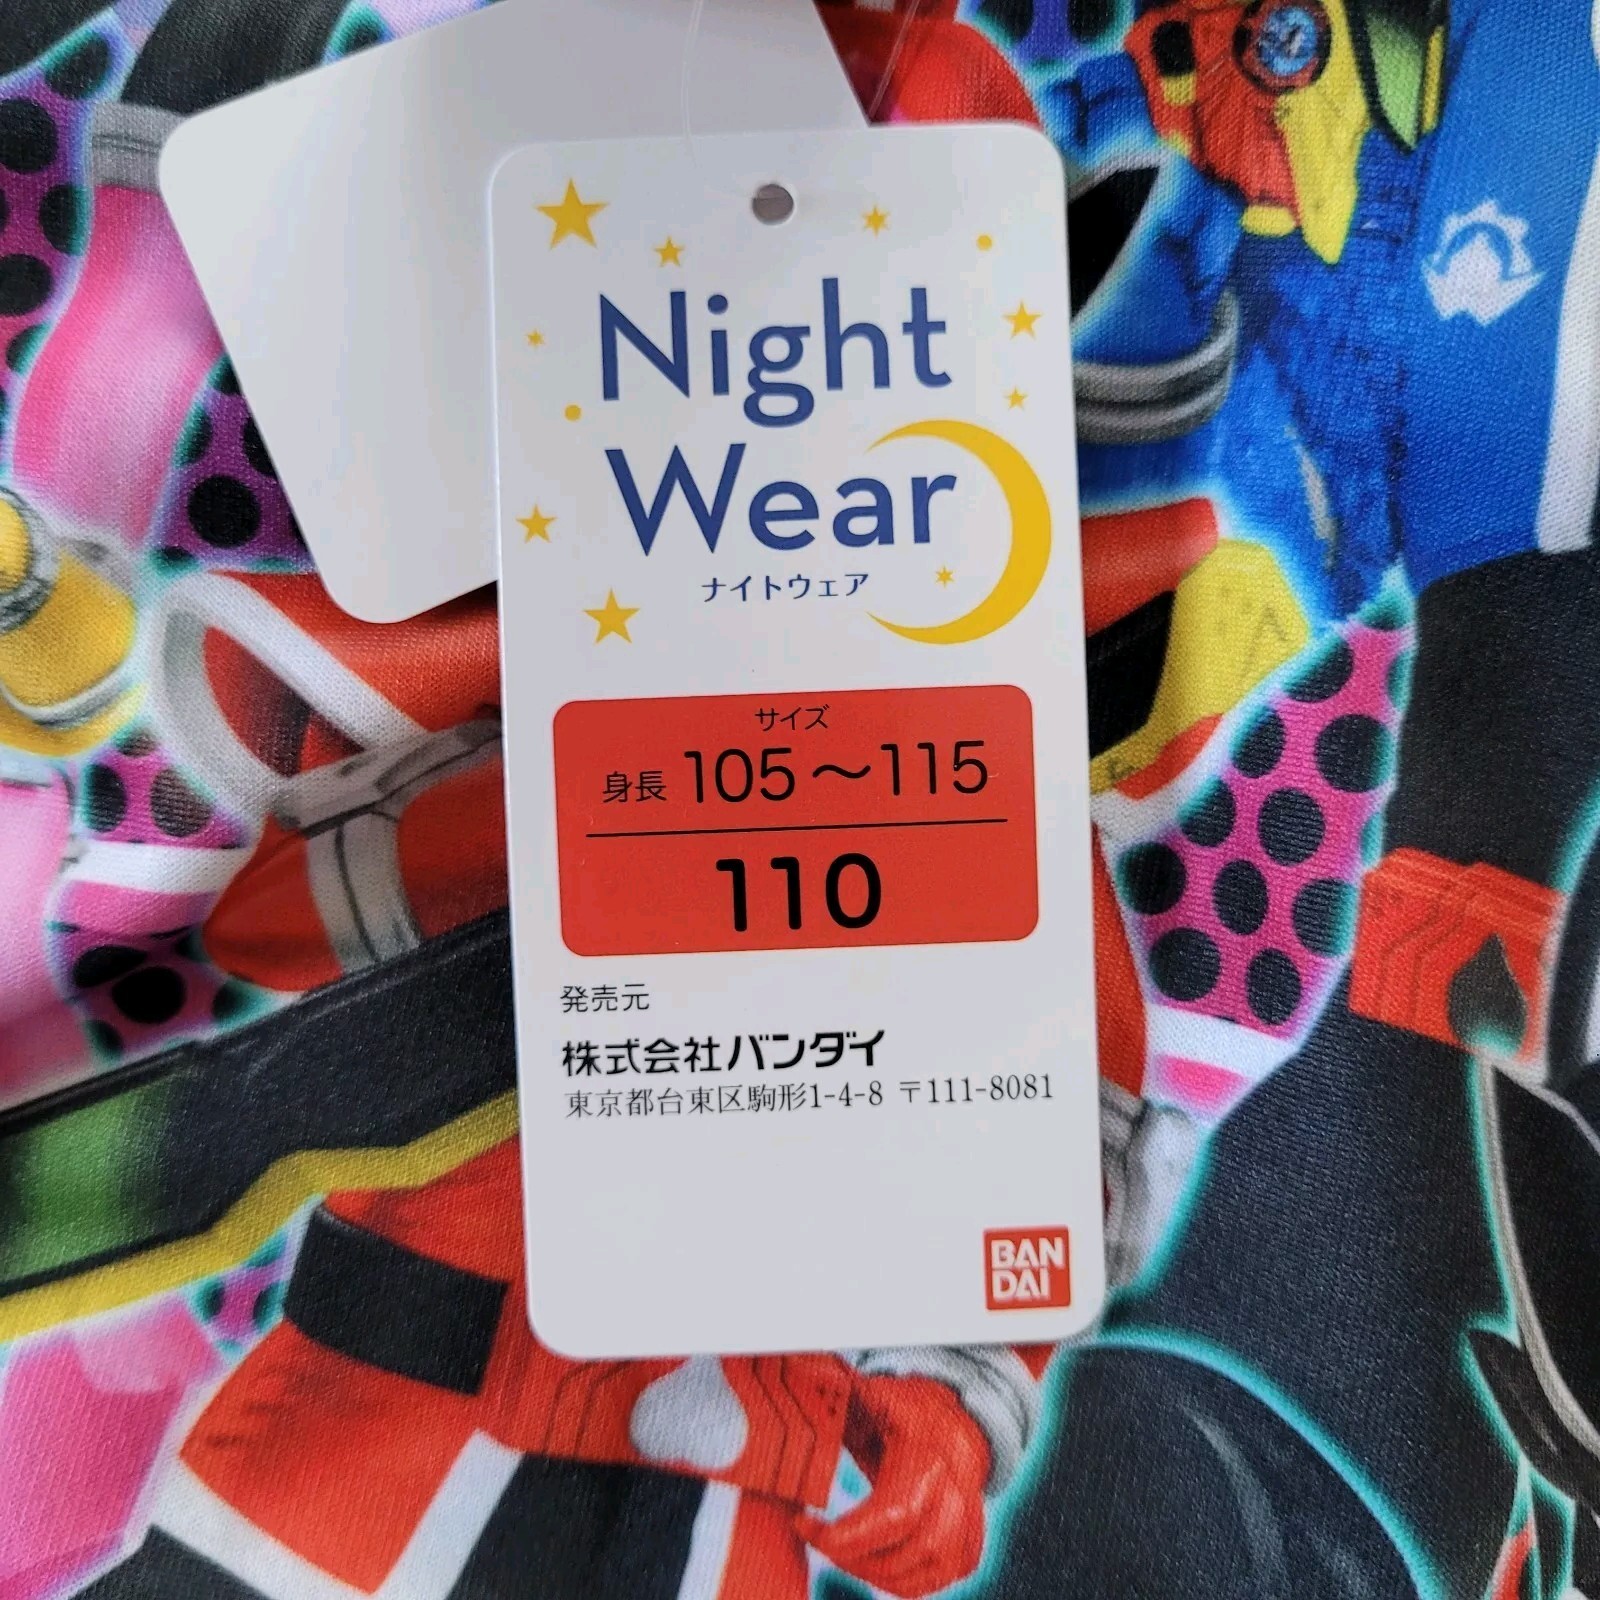 Night
Wear
ナイトウェア
サイズ
身長 105～115
110
発売元
株式会社バンダイ
東京都台東区駒形1-4-8 〒111-8081
BAN
DAI